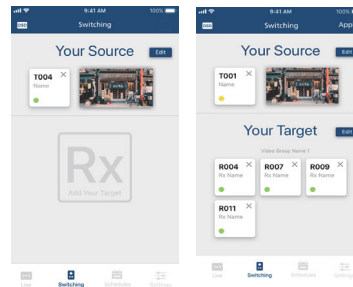 9:41 AM 100%
Switching
Your Source Edit
T004
Name
Rx
Add Your Target
Live Switching Schedules Settings
9:41 AM 100%
Switching App
Your Source Edit
T001
Name
Your Target Edit
Video Group Name 1
R004 R007 R009
Rx Name Rx Name Rx Name
R011
Rx Name
Live Switching Schedules Settings